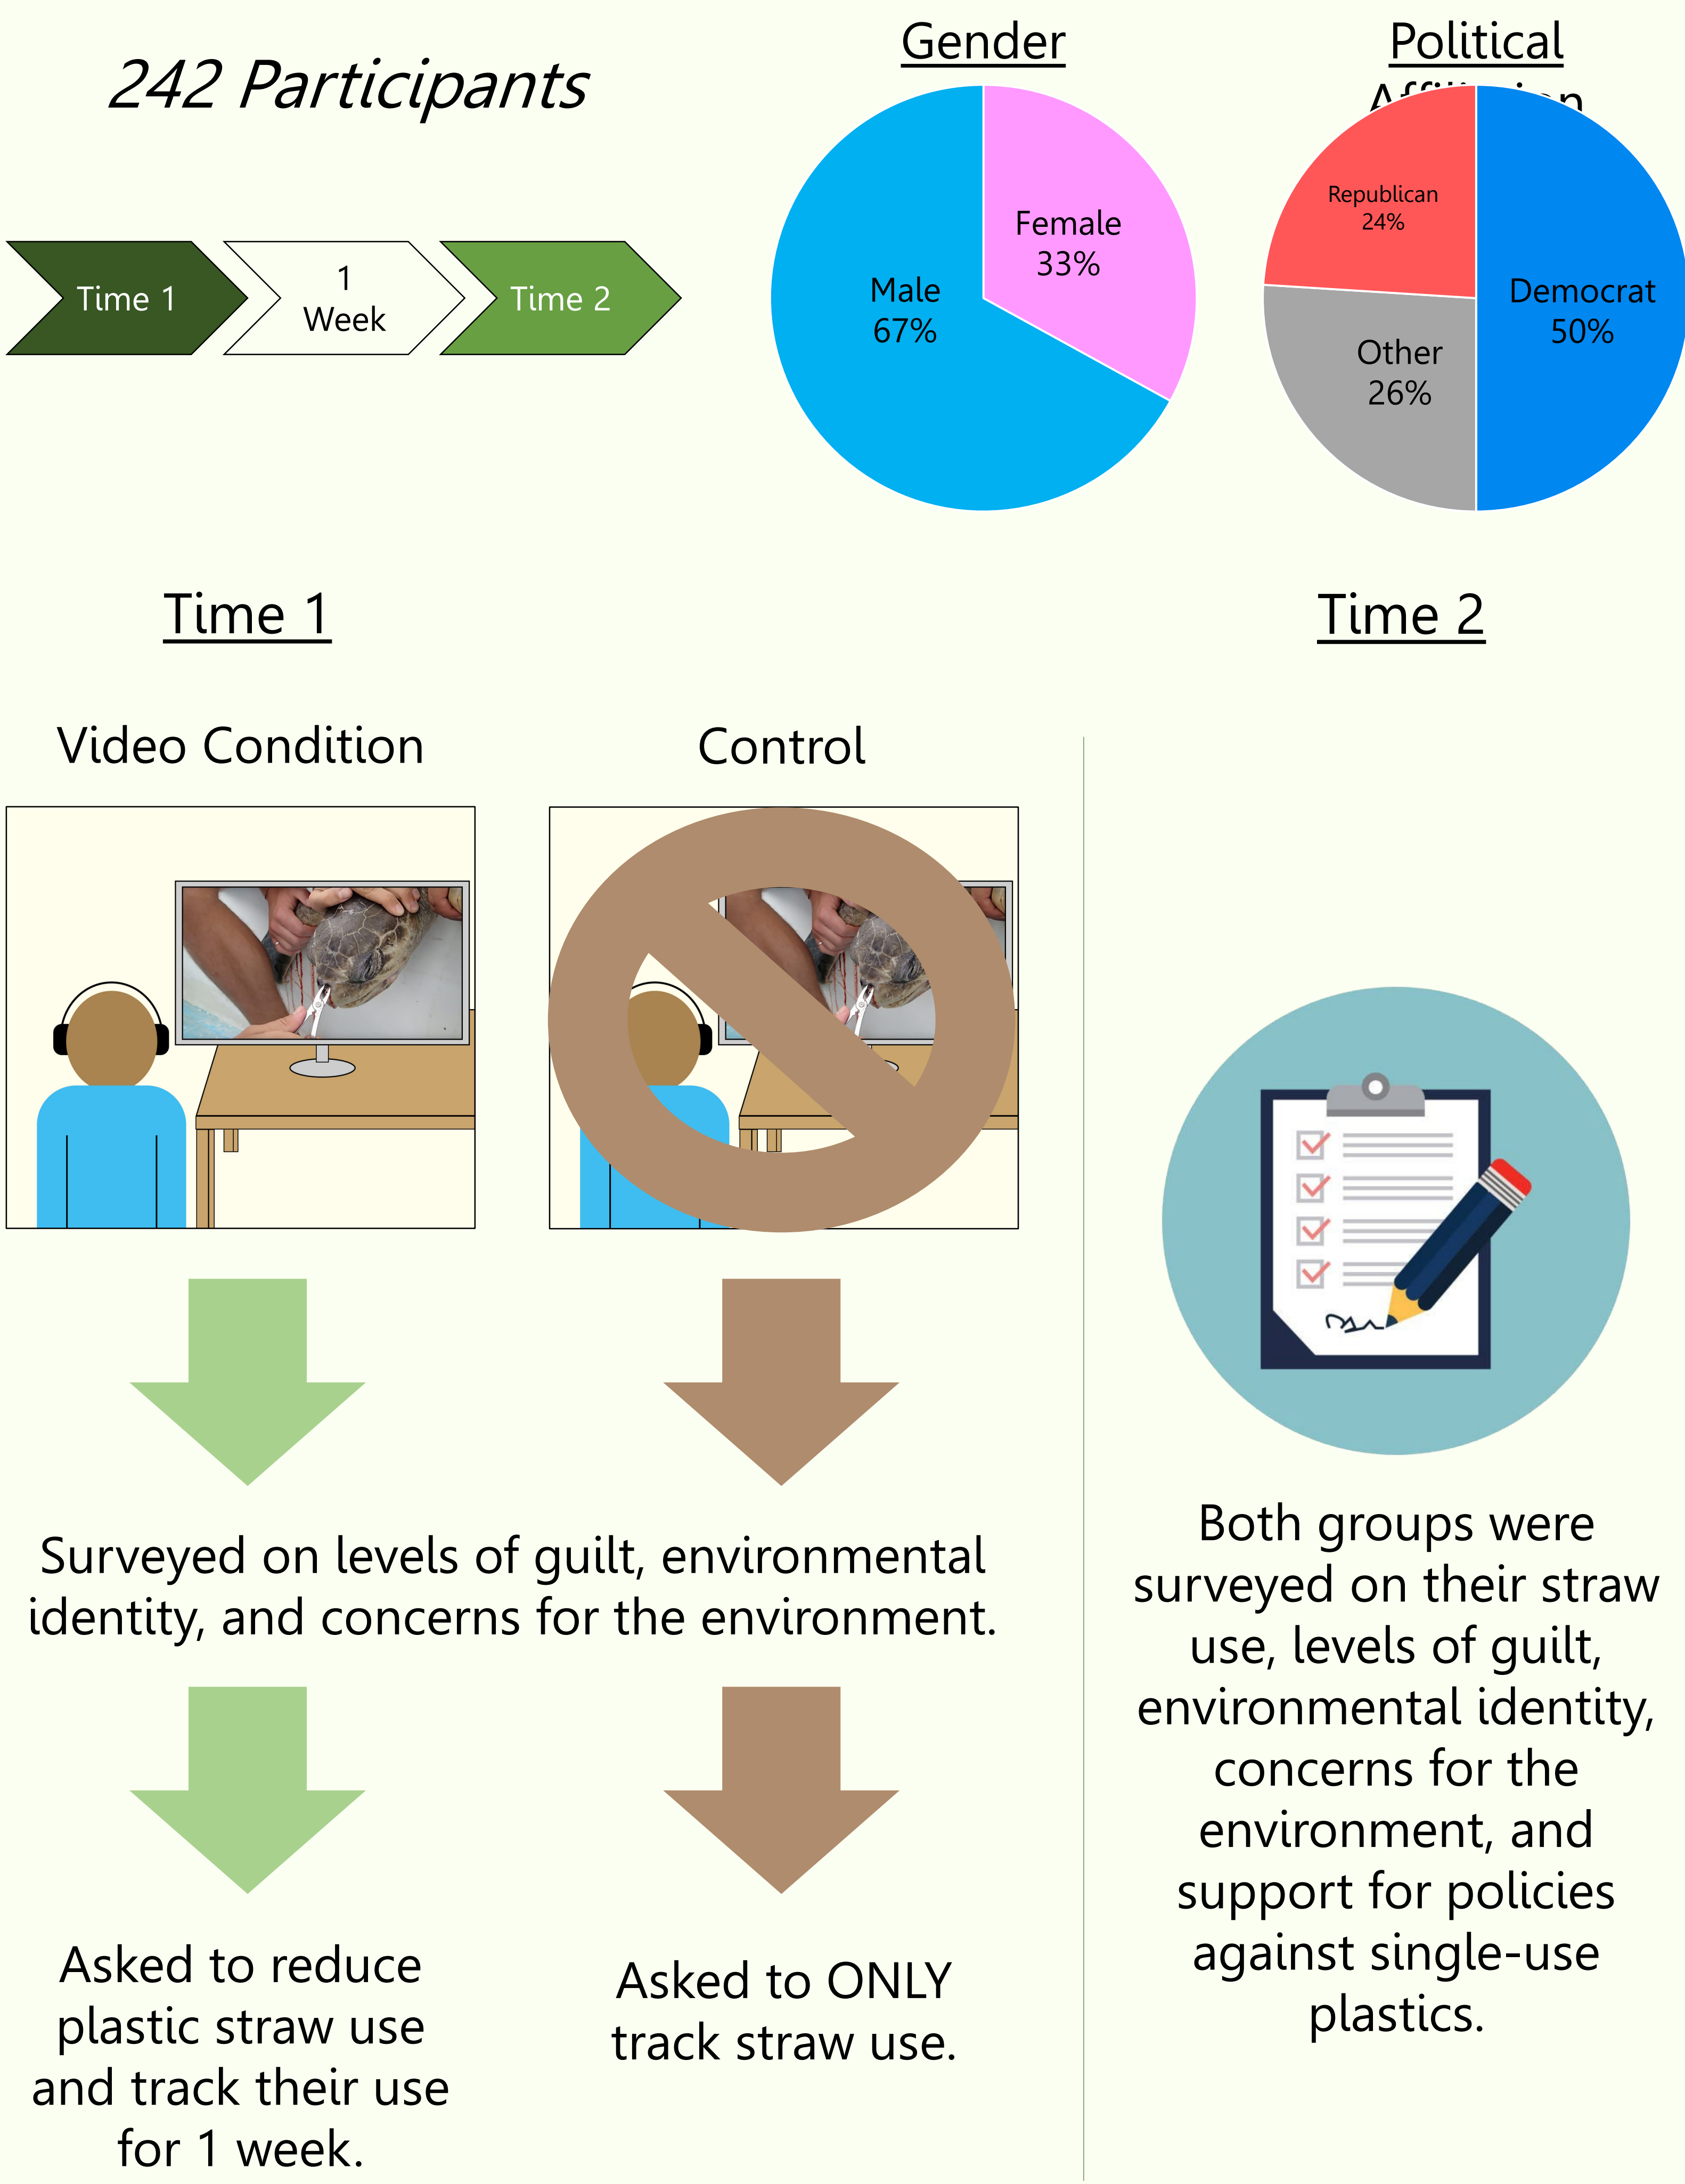 242 Participants
Time 1
1
Week
Time 2
Gender
Female
33%
Male
67%
Political
Republican
24%
Democrat
50%
Other
26%
Time 1
Time 2
Video Condition
Control
Surveyed on levels of guilt, environmental
identity, and concerns for the environment.
Asked to reduce
plastic straw use
and track their use
for 1 week.
Asked to ONLY
track straw use.
Both groups were
surveyed on their straw
use, levels of guilt,
environmental identity,
concerns for the
environment, and
support for policies
against single-use
plastics.